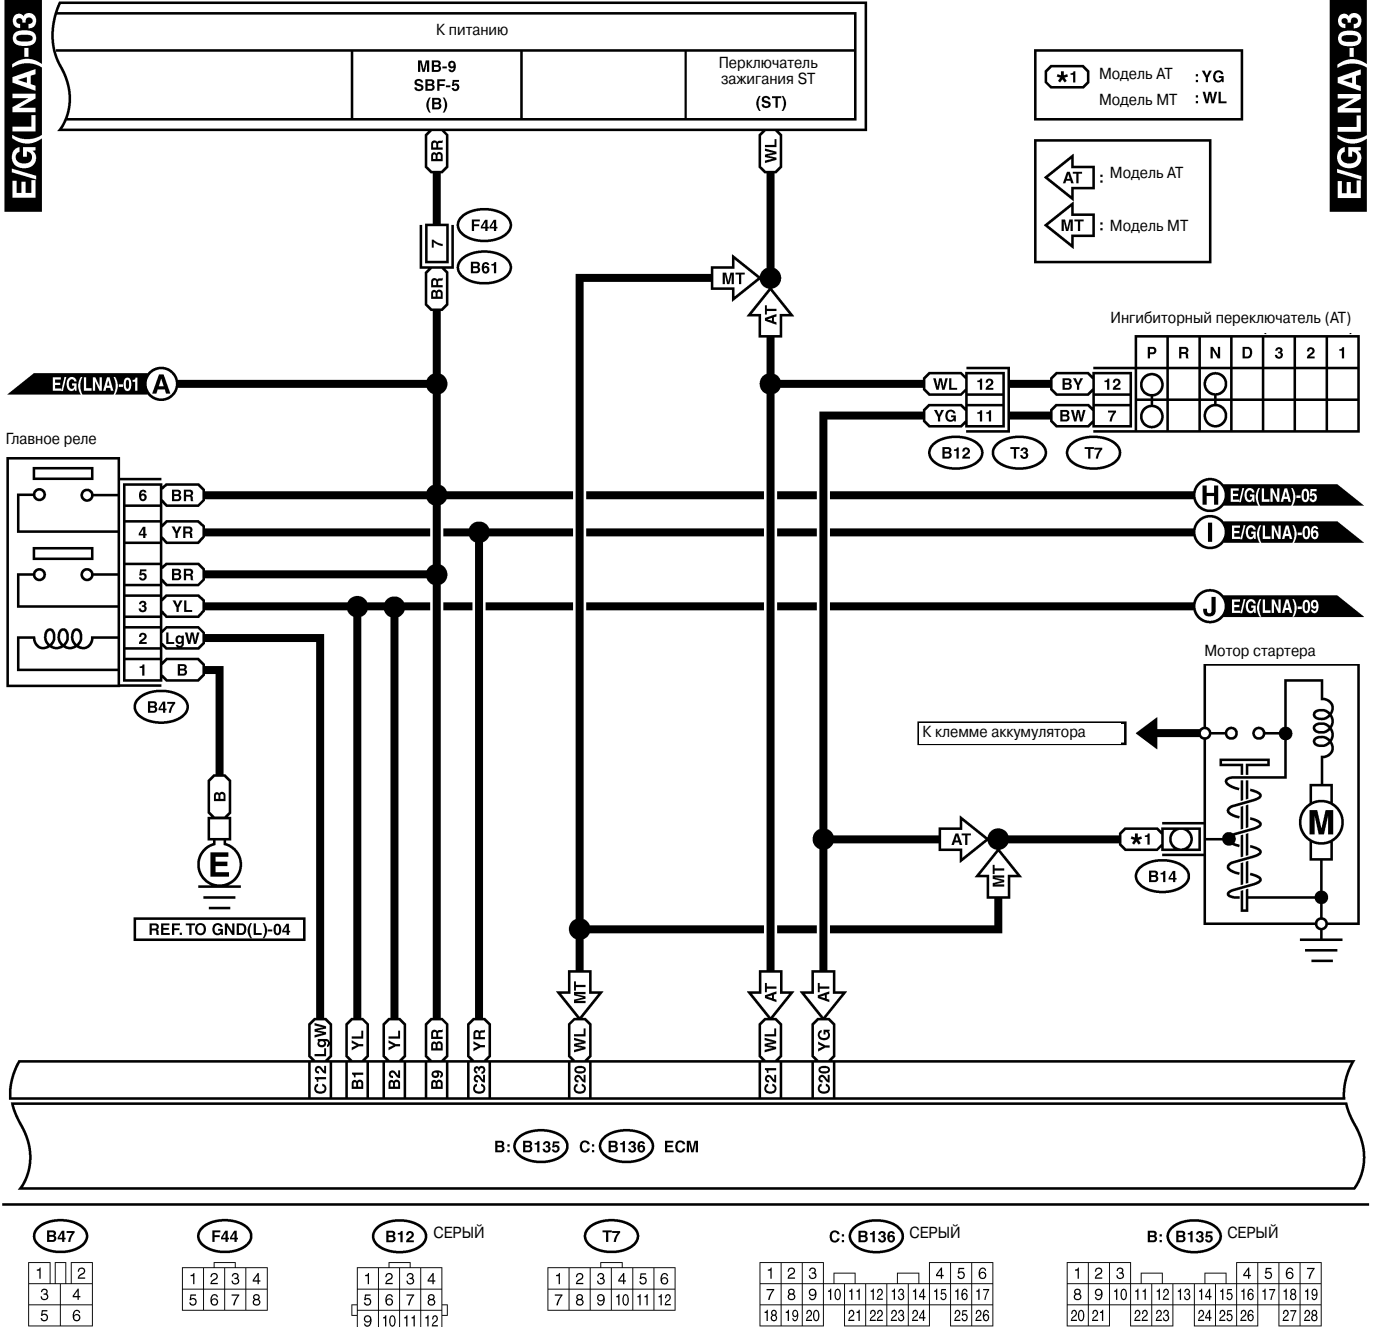 E/G(LNA)-03
E/G(LNA)-03
К питанию
MB-9
SBF-5
(B)
Перключатель
зажигания ST
(ST)
*1 Модель AT : YG
Модель MT : WL
AT : Модель AT
MT : Модель MT
BR
WL
7
F44
B61
BR
MT
AT
Ингибиторный переключатель (AT)
P R N D 3 2 1
E/G(LNA)-01 A
WL 12 BY 12
YG 11 BW 7
B12 T3 T7
Главное реле
6 BR
H E/G(LNA)-05
4 YR
I E/G(LNA)-06
5 BR
3 YL
J E/G(LNA)-09
2 LgW
1 B
B47
Мотор стартера
К клемме аккумулятора
B
E
REF. TO GND(L)-04
AT
MT
*1
B14
M
MT AT AT
LgW YL YL BR YR WL WL YG
C12 B1 B2 B9 C23 C20 C21 C20
B: B135 C: B136 ECM
B47
1 2
3 4
5 6
F44
1 2 3 4
5 6 7 8
B12 СЕРЫЙ
1 2 3 4
5 6 7 8
9 10 11 12
T7
1 2 3 4 5 6
7 8 9 10 11 12
C: B136 СЕРЫЙ
1 2 3 4 5 6
7 8 9 10 11 12 13 14 15 16 17
18 19 20 21 22 23 24 25 26
B: B135 СЕРЫЙ
1 2 3 4 5 6 7
8 9 10 11 12 13 14 15 16 17 18 19
20 21 22 23 24 25 26 27 28